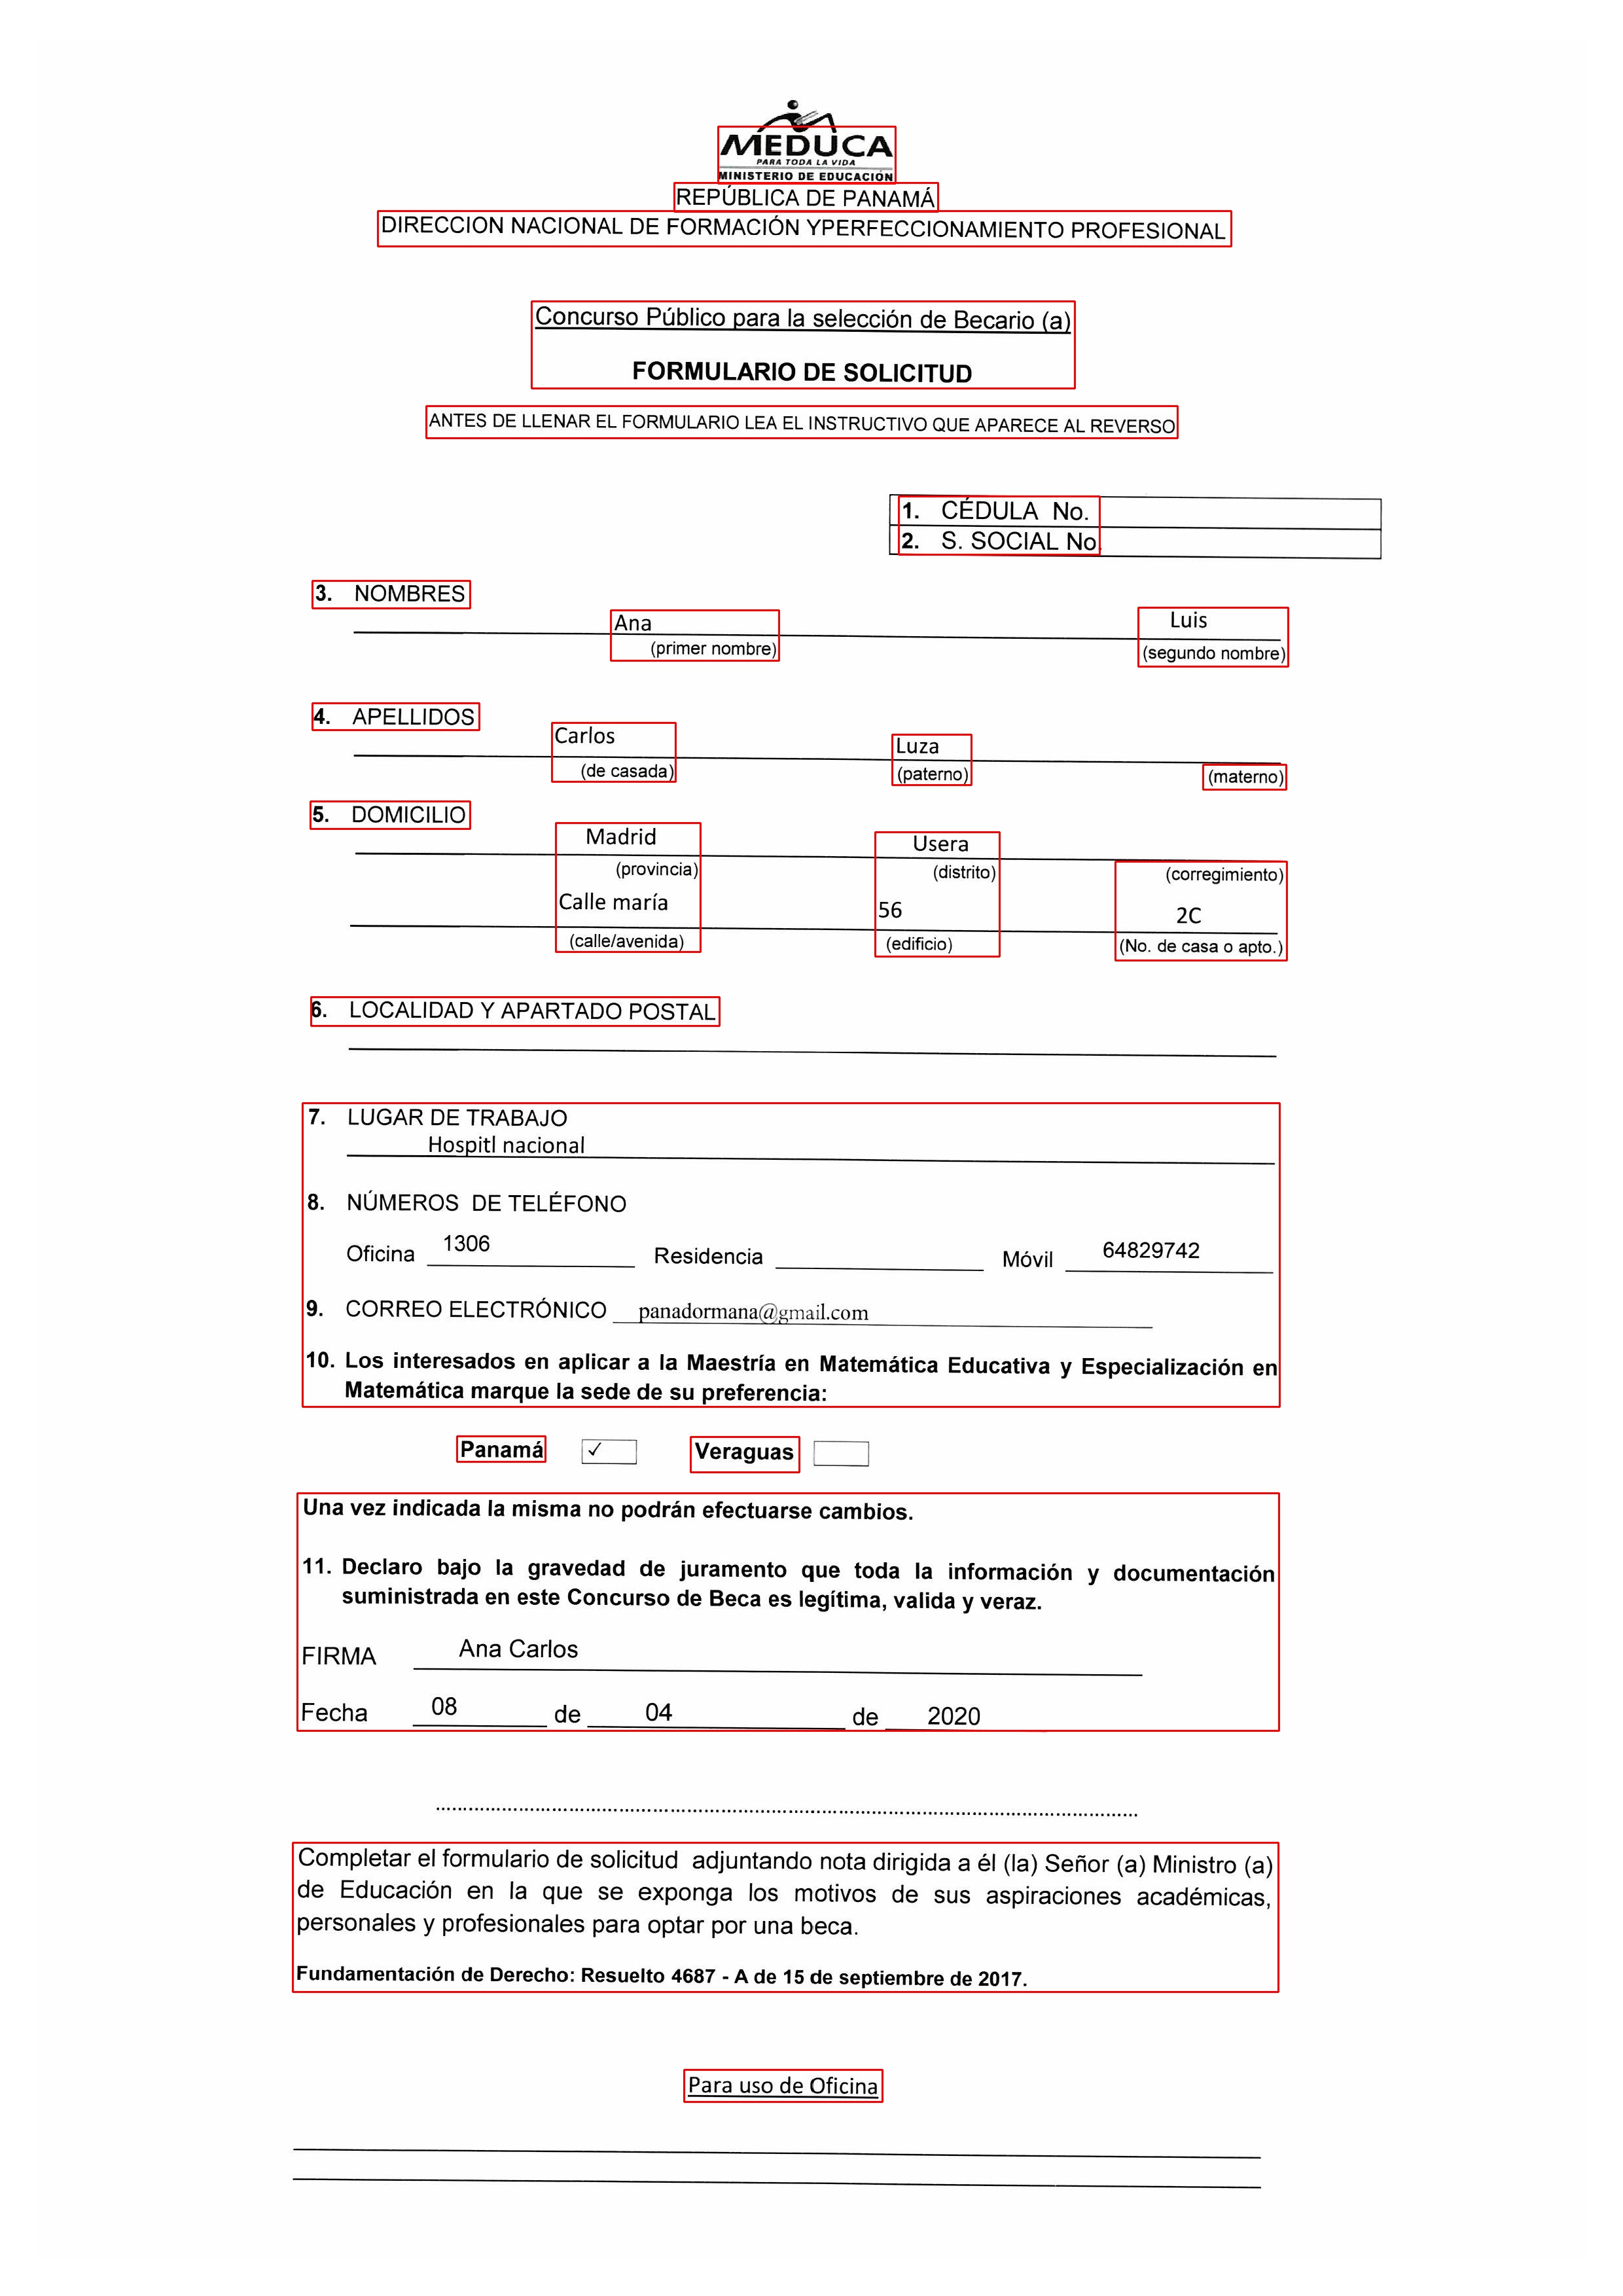 MEDUCA
PARA TODA LA VIDA
MINISTERIO DE EDUCACIÓN
REPÚBLICA DE PANAMÁ
DIRECCION NACIONAL DE FORMACIÓN YPERFECCIONAMIENTO PROFESIONAL
Concurso Público para la selección de Becario (a)
FORMULARIO DE SOLICITUD
ANTES DE LLENAR EL FORMULARIO LEA EL INSTRUCTIVO QUE APARECE AL REVERSO
1. CÉDULA No.
2. S. SOCIAL No.
3. NOMBRES
Ana Luis
(primer nombre) (segundo nombre)
4. APELLIDOS
Carlos Luza
(de casada) (paterno) (materno)
5. DOMICILIO
Madrid Usera
(provincia) (distrito) (corregimiento)
Calle maría 56 2C
(calle/avenida) (edificio) (No. de casa o apto.)
6. LOCALIDAD Y APARTADO POSTAL
7. LUGAR DE TRABAJO
Hospitl nacional
8. NÚMEROS DE TELÉFONO
Oficina 1306 Residencia Móvil 64829742
9. CORREO ELECTRÓNICO panadormana@gmail.com
10. Los interesados en aplicar a la Maestría en Matemática Educativa y Especialización en
Matemática marque la sede de su preferencia:
Panamá ✓ Veraguas
Una vez indicada la misma no podrán efectuarse cambios.
11. Declaro bajo la gravedad de juramento que toda la información y documentación
suministrada en este Concurso de Beca es legítima, valida y veraz.
FIRMA Ana Carlos
Fecha 08 de 04 de 2020
Completar el formulario de solicitud adjuntando nota dirigida a él (la) Señor (a) Ministro (a)
de Educación en la que se exponga los motivos de sus aspiraciones académicas,
personales y profesionales para optar por una beca.
Fundamentación de Derecho: Resuelto 4687 - A de 15 de septiembre de 2017.
Para uso de Oficina